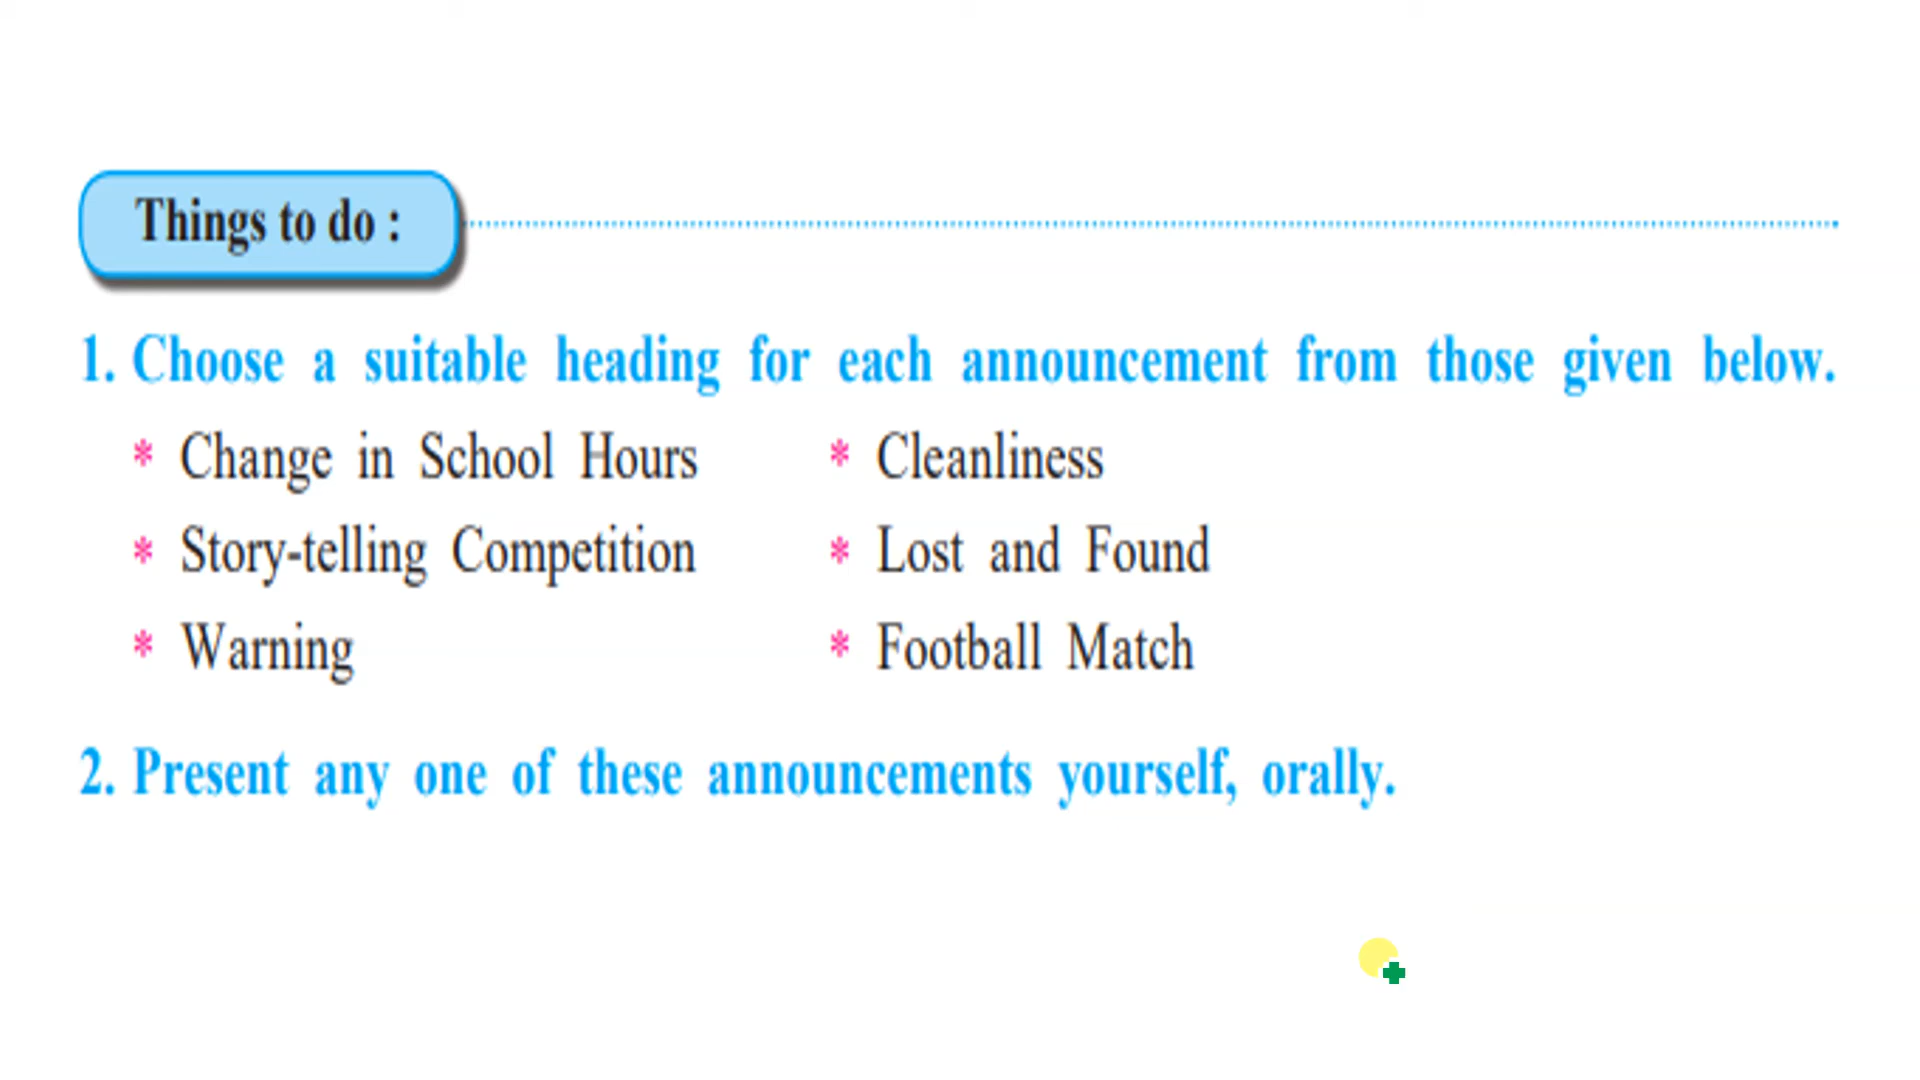 Things to do :
1. Choose a suitable heading for each announcement from those given below.
* Change in School Hours * Cleanliness
* Story-telling Competition * Lost and Found
* Warning * Football Match
2. Present any one of these announcements yourself, orally.